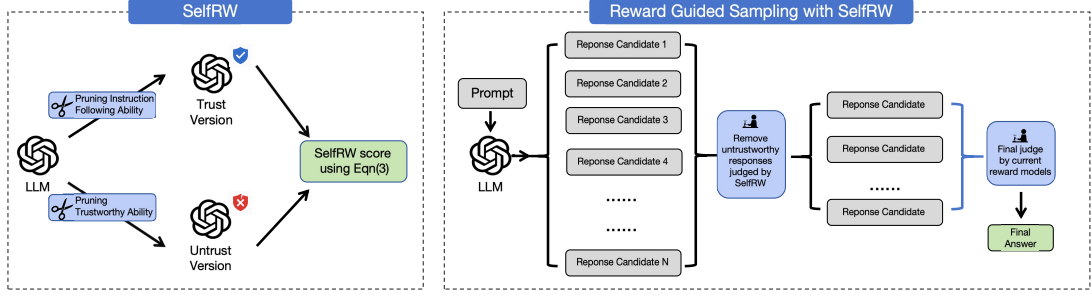 SelfRW
Pruning Instruction
Following Ability
Trust
Version
LLM
SelfRW score
using Eqn(3)
Pruning
Trustworthy Ability
Untrust
Version
Reward Guided Sampling with SelfRW
Prompt
LLM
Reponse Candidate 1
Reponse Candidate 2
Reponse Candidate 3
Reponse Candidate 4
......
......
Reponse Candidate N
Remove
untrustworthy
responses
judged by
SelfRW
Reponse Candidate
Reponse Candidate
......
Reponse Candidate
Final judge
by current
reward models
Final
Answer